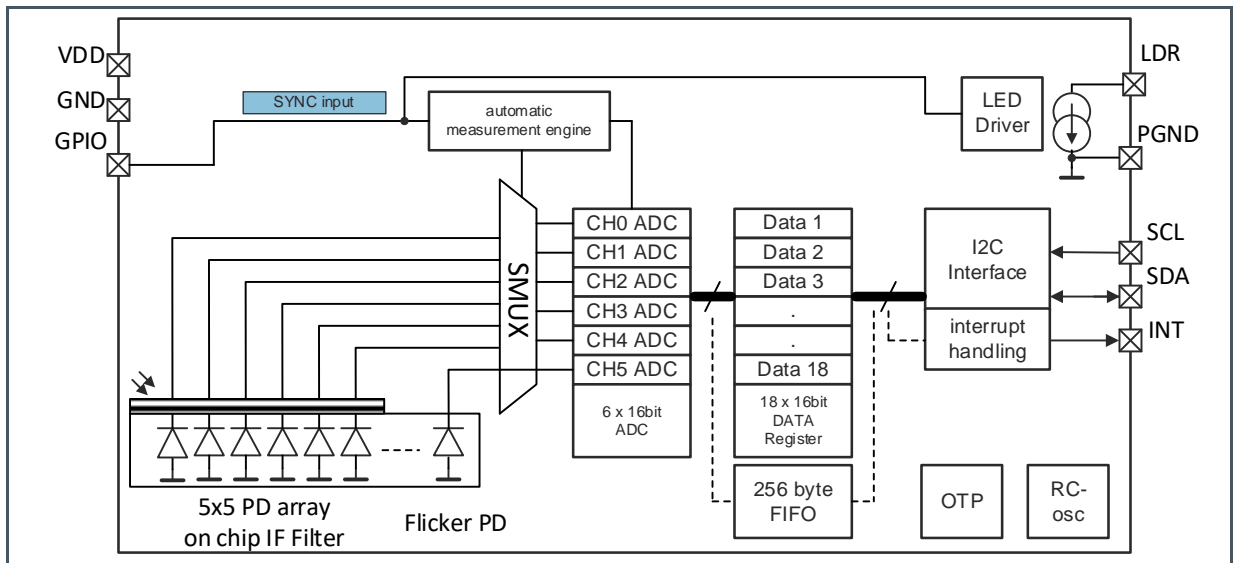 VDD
GND
GPIO
SYNC input
automatic
measurement engine
LED
Driver
LDR
PGND
SMUX
CH0 ADC
CH1 ADC
CH2 ADC
CH3 ADC
CH4 ADC
CH5 ADC
6 x 16bit
ADC
Data 1
Data 2
Data 3
.
.
Data 18
18 x 16bit
DATA
Register
256 byte
FIFO
I2C
Interface
interrupt
handling
SCL
SDA
INT
OTP
RC-
osc
5x5 PD array
on chip IF Filter
Flicker PD